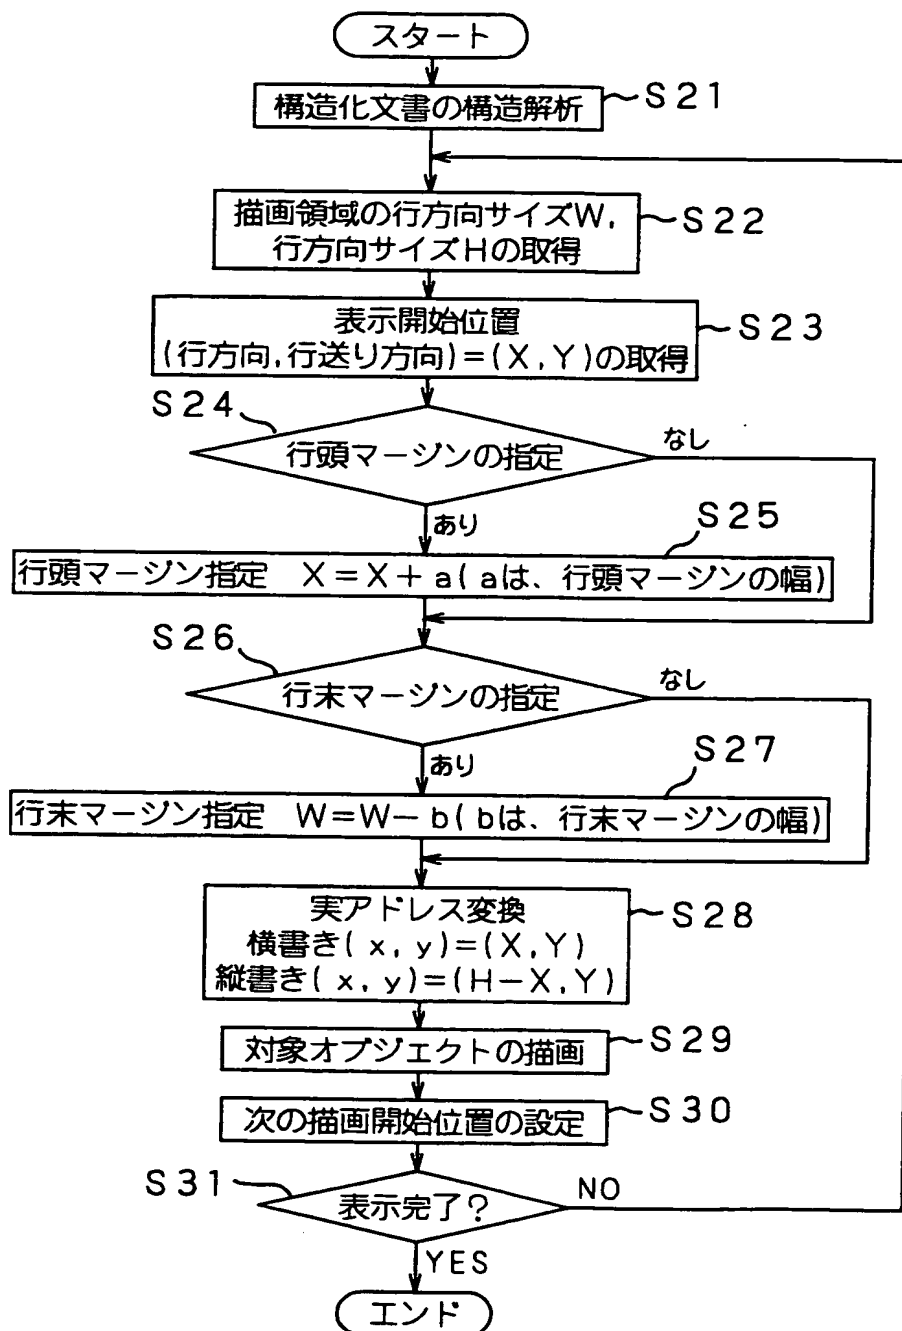 スタート
構造化文書の構造解析
S21
描画領域の行方向サイズW,
行方向サイズHの取得
S22
表示開始位置
(行方向,行送り方向)=(X,Y)の取得
S23
S24
行頭マージンの指定
なし
あり
S25
行頭マージン指定 X=X+a(aは、行頭マージンの幅)
S26
行末マージンの指定
なし
あり
S27
行末マージン指定 W=W−b(bは、行末マージンの幅)
実アドレス変換
横書き(x,y)=(X,Y)
縦書き(x,y)=(H−X,Y)
S28
対象オブジェクトの描画
S29
次の描画開始位置の設定
S30
S31
表示完了?
NO
YES
エンド